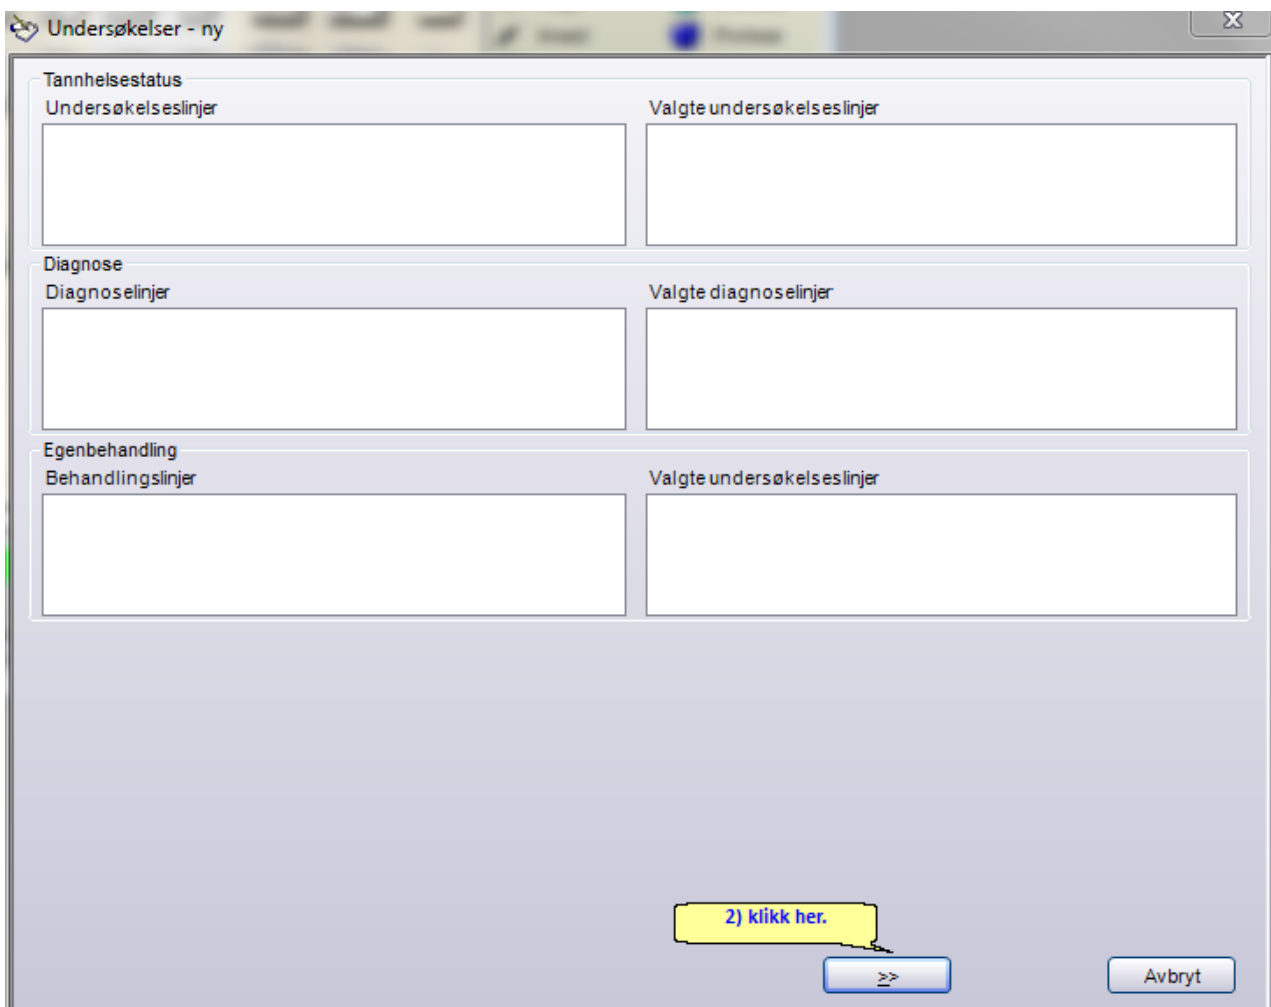 Undersøkelser - ny
Tannhelsestatus
Undersøkelseslinjer
Valgte undersøkelseslinjer
Diagnose
Diagnoselinjer
Valgte diagnoselinjer
Egenbehandling
Behandlingslinjer
Valgte undersøkelseslinjer
2) klikk her.
>>
Avbryt